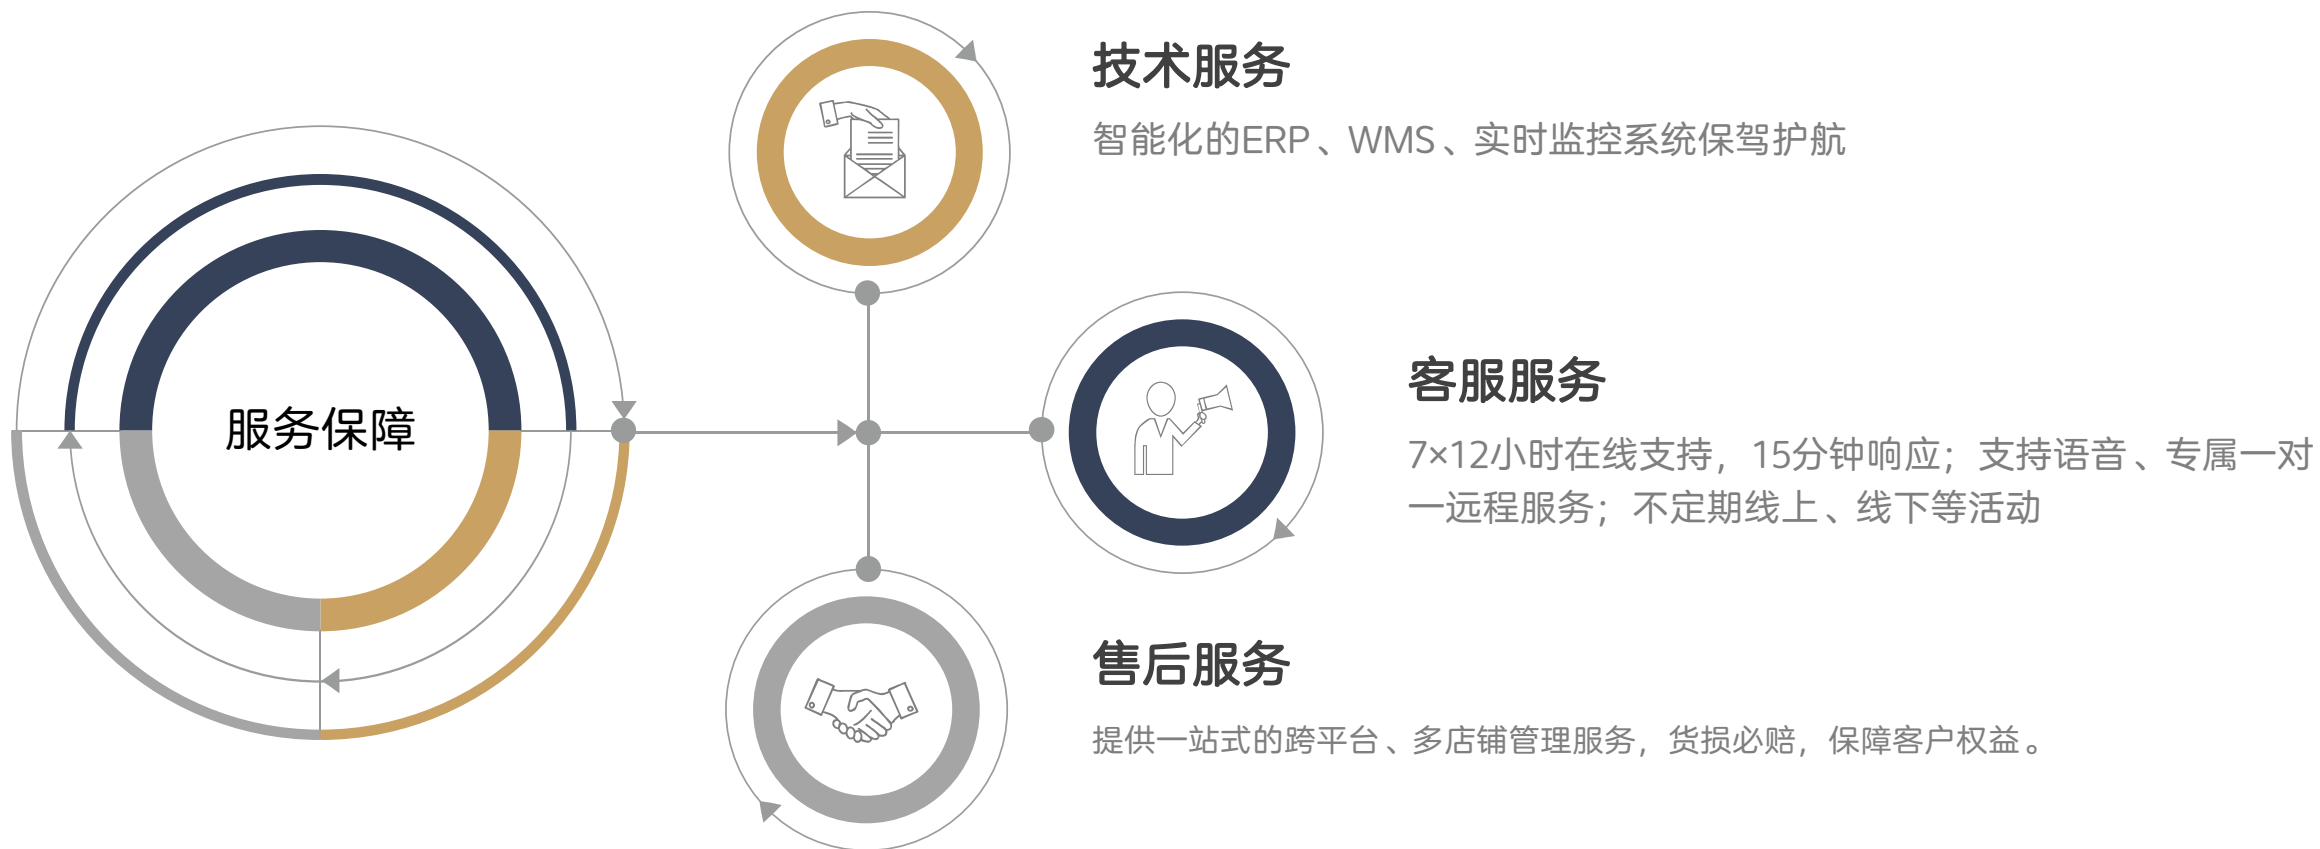 服务保障
技术服务
智能化的ERP、WMS、实时监控系统保驾护航
客服服务
7×12小时在线支持，15分钟响应；支持语音、专属一对
一远程服务；不定期线上、线下等活动
售后服务
提供一站式的跨平台、多店铺管理服务，货损必赔，保障客户权益。